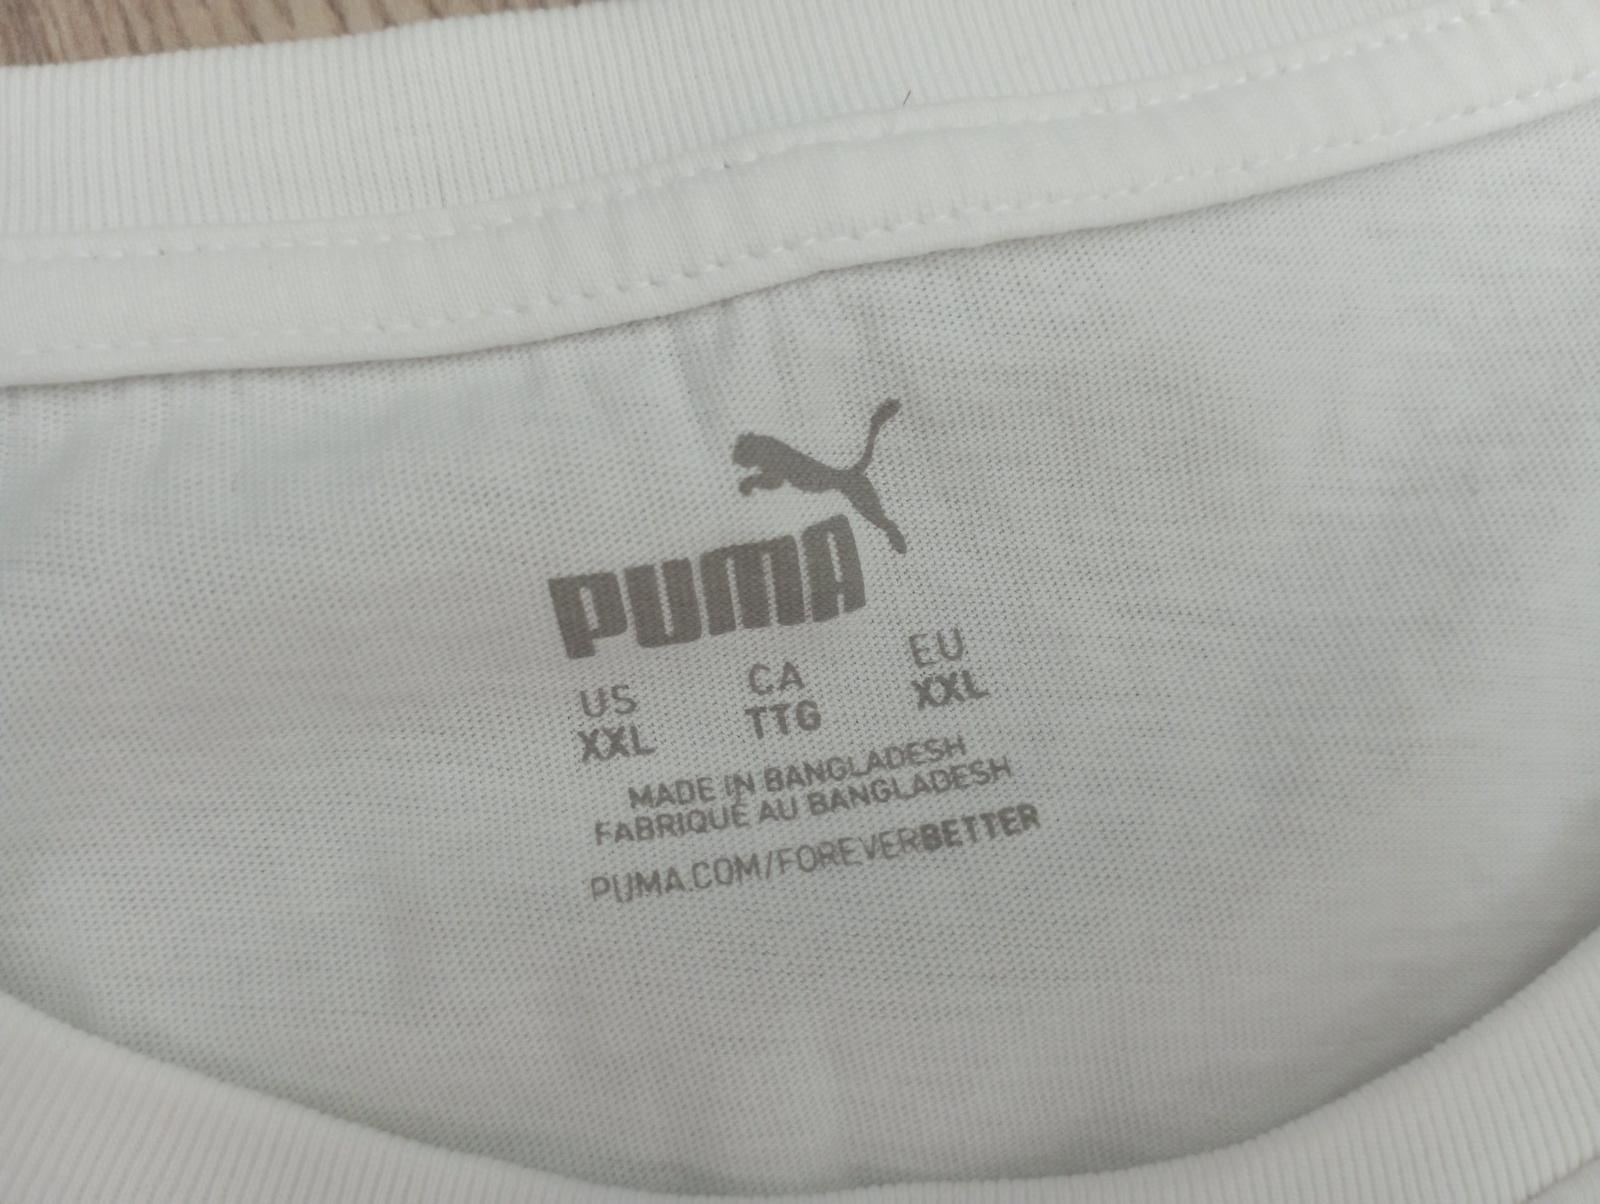 PUMA
US CA EU
XXL TTG XXL
MADE IN BANGLADESH
FABRIQUÉ AU BANGLADESH
PUMA.COM/FOREVERBETTER